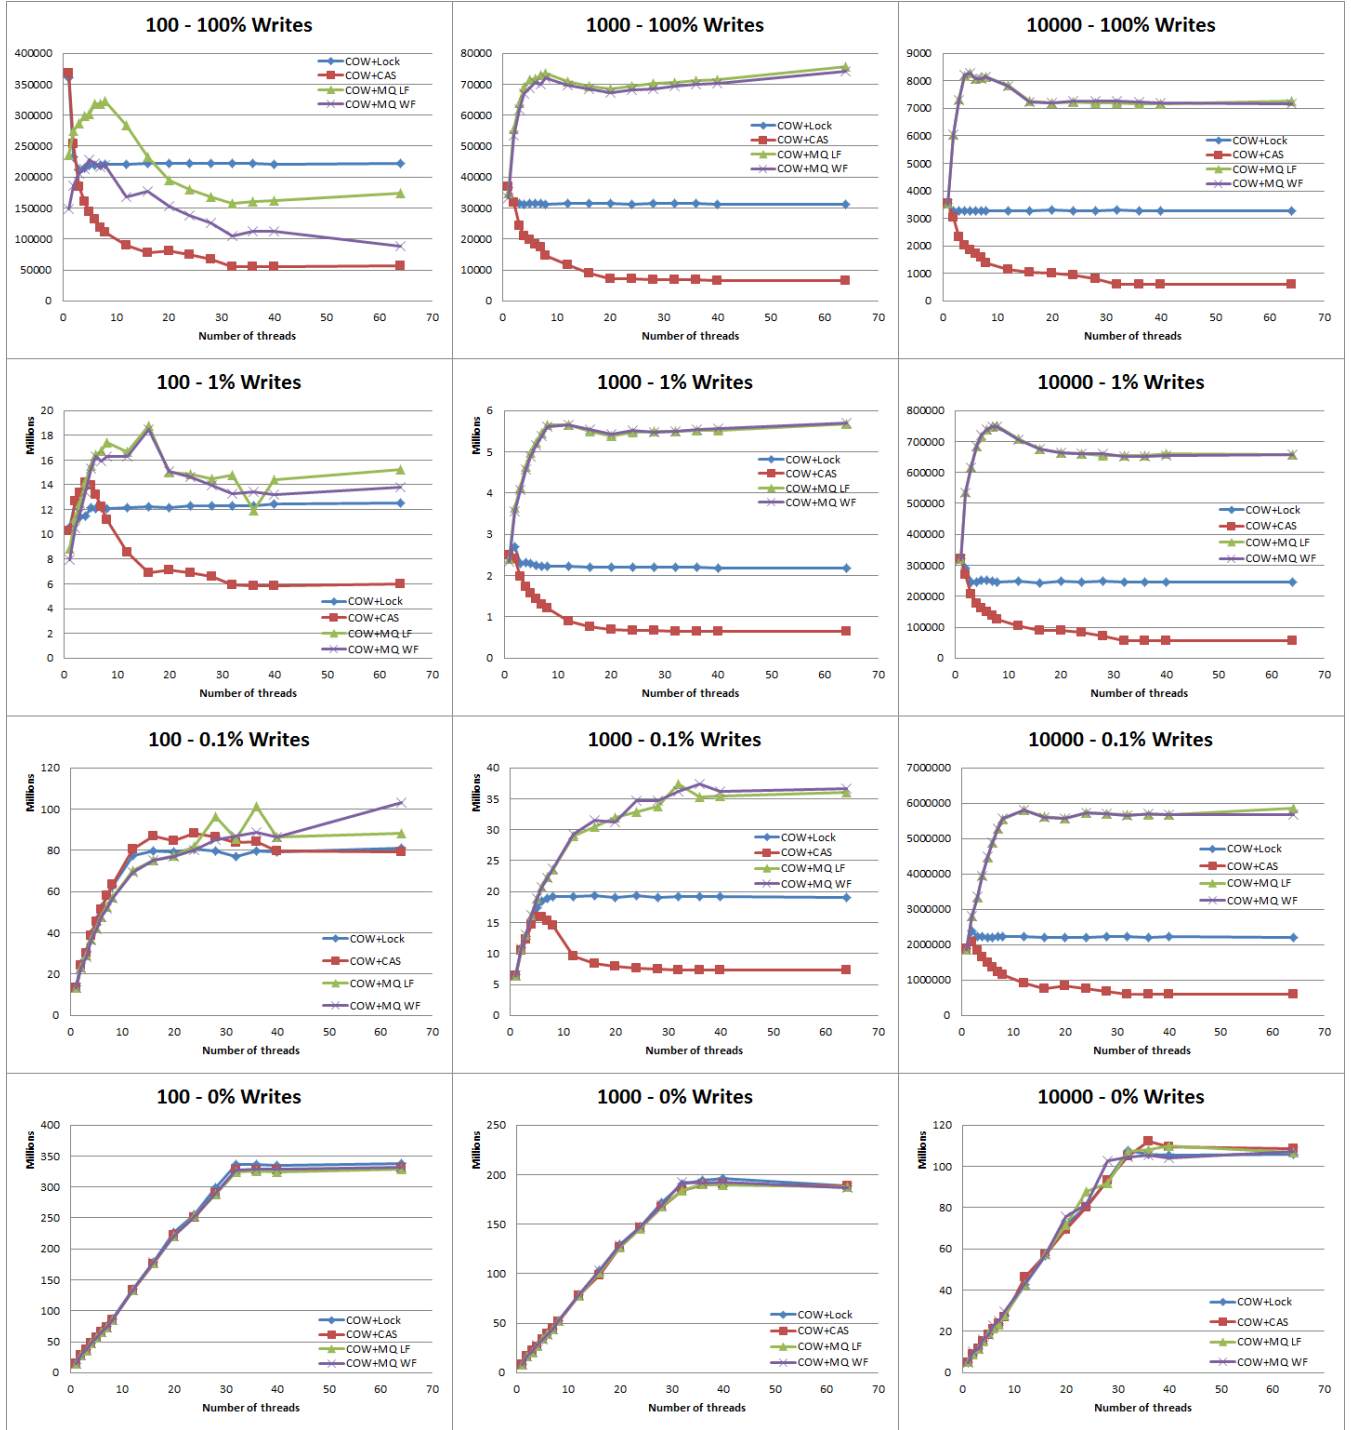 100 - 100% Writes
400000
350000
300000
250000
200000
150000
100000
50000
0
0 10 20 30 40 50 60 70
Number of threads
COW+Lock
COW+CAS
COW+MQ LF
COW+MQ WF
1000 - 100% Writes
80000
70000
60000
50000
40000
30000
20000
10000
0
0 10 20 30 40 50 60 70
Number of threads
COW+Lock
COW+CAS
COW+MQ LF
COW+MQ WF
10000 - 100% Writes
9000
8000
7000
6000
5000
4000
3000
2000
1000
0
0 10 20 30 40 50 60 70
Number of threads
COW+Lock
COW+CAS
COW+MQ LF
COW+MQ WF
100 - 1% Writes
Millions
20
18
16
14
12
10
8
6
4
2
0
0 10 20 30 40 50 60 70
Number of threads
COW+Lock
COW+CAS
COW+MQ LF
COW+MQ WF
1000 - 1% Writes
Millions
6
5
4
3
2
1
0
0 10 20 30 40 50 60 70
Number of threads
COW+Lock
COW+CAS
COW+MQ LF
COW+MQ WF
10000 - 1% Writes
800000
700000
600000
500000
400000
300000
200000
100000
0
0 10 20 30 40 50 60 70
Number of threads
COW+Lock
COW+CAS
COW+MQ LF
COW+MQ WF
100 - 0.1% Writes
Millions
120
100
80
60
40
20
0
0 10 20 30 40 50 60 70
Number of threads
COW+Lock
COW+CAS
COW+MQ LF
COW+MQ WF
1000 - 0.1% Writes
Millions
40
35
30
25
20
15
10
5
0
0 10 20 30 40 50 60 70
Number of threads
COW+Lock
COW+CAS
COW+MQ LF
COW+MQ WF
10000 - 0.1% Writes
7000000
6000000
5000000
4000000
3000000
2000000
1000000
0
0 10 20 30 40 50 60 70
Number of threads
COW+Lock
COW+CAS
COW+MQ LF
COW+MQ WF
100 - 0% Writes
Millions
400
350
300
250
200
150
100
50
0
0 10 20 30 40 50 60 70
Number of threads
COW+Lock
COW+CAS
COW+MQ LF
COW+MQ WF
1000 - 0% Writes
Millions
250
200
150
100
50
0
0 10 20 30 40 50 60 70
Number of threads
COW+Lock
COW+CAS
COW+MQ LF
COW+MQ WF
10000 - 0% Writes
Millions
120
100
80
60
40
20
0
0 10 20 30 40 50 60 70
Number of threads
COW+Lock
COW+CAS
COW+MQ LF
COW+MQ WF